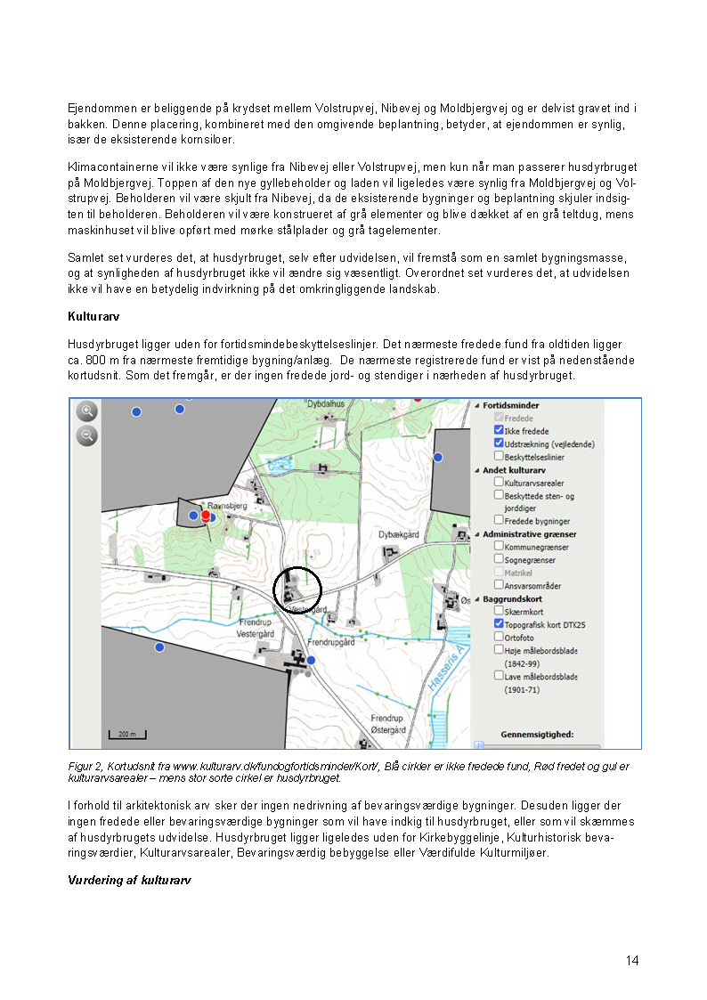 Ejendommen er beliggende på krydset mellem Volstrupvej, Nibevej og Moldbjergvej og er delvist gravet ind i
bakken. Denne placering, kombineret med den omgivende beplantning, betyder, at ejendommen er synlig,
især de eksisterende kornsiloer.
Klimacontainerne vil ikke være synlige fra Nibevej eller Volstrupvej, men kun når man passerer husdyrbruget
på Moldbjergvej. Toppen af den nye gyllebeholder og laden vil ligeledes være synlig fra Moldbjergvej og Vol-
strupvej. Beholderen vil være skjult fra Nibevej, da de eksisterende bygninger og beplantning skjuler indsig-
ten til beholderen. Beholderen vil være konstrueret af grå elementer og blive dækket af en grå teltdug, mens
maskinhuset vil blive opført med mørke stålplader og grå tagelementer.
Samlet set vurderes det, at husdyrbruget, selv efter udvidelsen, vil fremstå som en samlet bygningsmasse,
og at synligheden af husdyrbruget ikke vil ændre sig væsentligt. Overordnet set vurderes det, at udvidelsen
ikke vil have en betydelig indvirkning på det omkringliggende landskab.
Kulturarv
Husdyrbruget ligger uden for fortidsmindebeskyttelseslinjer. Det nærmeste fredede fund fra oldtiden ligger
ca. 800 m fra nærmeste fremtidige bygning/anlæg. De nærmeste registrerede fund er vist på nedenstående
kortudsnit. Som det fremgår, er der ingen fredede jord- og stendiger i nærheden af husdyrbruget.
Dybdalhus
Ravnsbjerg
Dybækgård
Vestergård
Øs
Frendrup
Vestergård
Frendrupgård
Hasseris Å
Frendrup
Østergård
200 m
Fortidsminder
Fredede
Ikke fredede
Udstrækning (vejledende)
Beskyttelseslinier
Andet kulturarv
Kulturarvsarealer
Beskyttede sten- og
jorddiger
Fredede bygninger
Administrative grænser
Kommunegrænser
Sognegrænser
Matrikel
Ansvarsområder
Baggrundskort
Skærmkort
Topografisk kort DTK25
Ortofoto
Høje målebordsblade
(1842-99)
Lave målebordsblade
(1901-71)
Gennemsigtighed:
Figur 2, Kortudsnit fra www.kulturarv.dk/fundogfortidsminder/Kort/, Blå cirkler er ikke fredede fund, Rød fredet og gul er
kulturarvsarealer – mens stor sorte cirkel er husdyrbruget.
I forhold til arkitektonisk arv sker der ingen nedrivning af bevaringsværdige bygninger. Desuden ligger der
ingen fredede eller bevaringsværdige bygninger som vil have indkig til husdyrbruget, eller som vil skæmmes
af husdyrbrugets udvidelse. Husdyrbruget ligger ligeledes uden for Kirkebyggelinje, Kulturhistorisk beva-
ringsværdier, Kulturarvsarealer, Bevaringsværdig bebyggelse eller Værdifulde Kulturmiljøer.
Vurdering af kulturarv
14